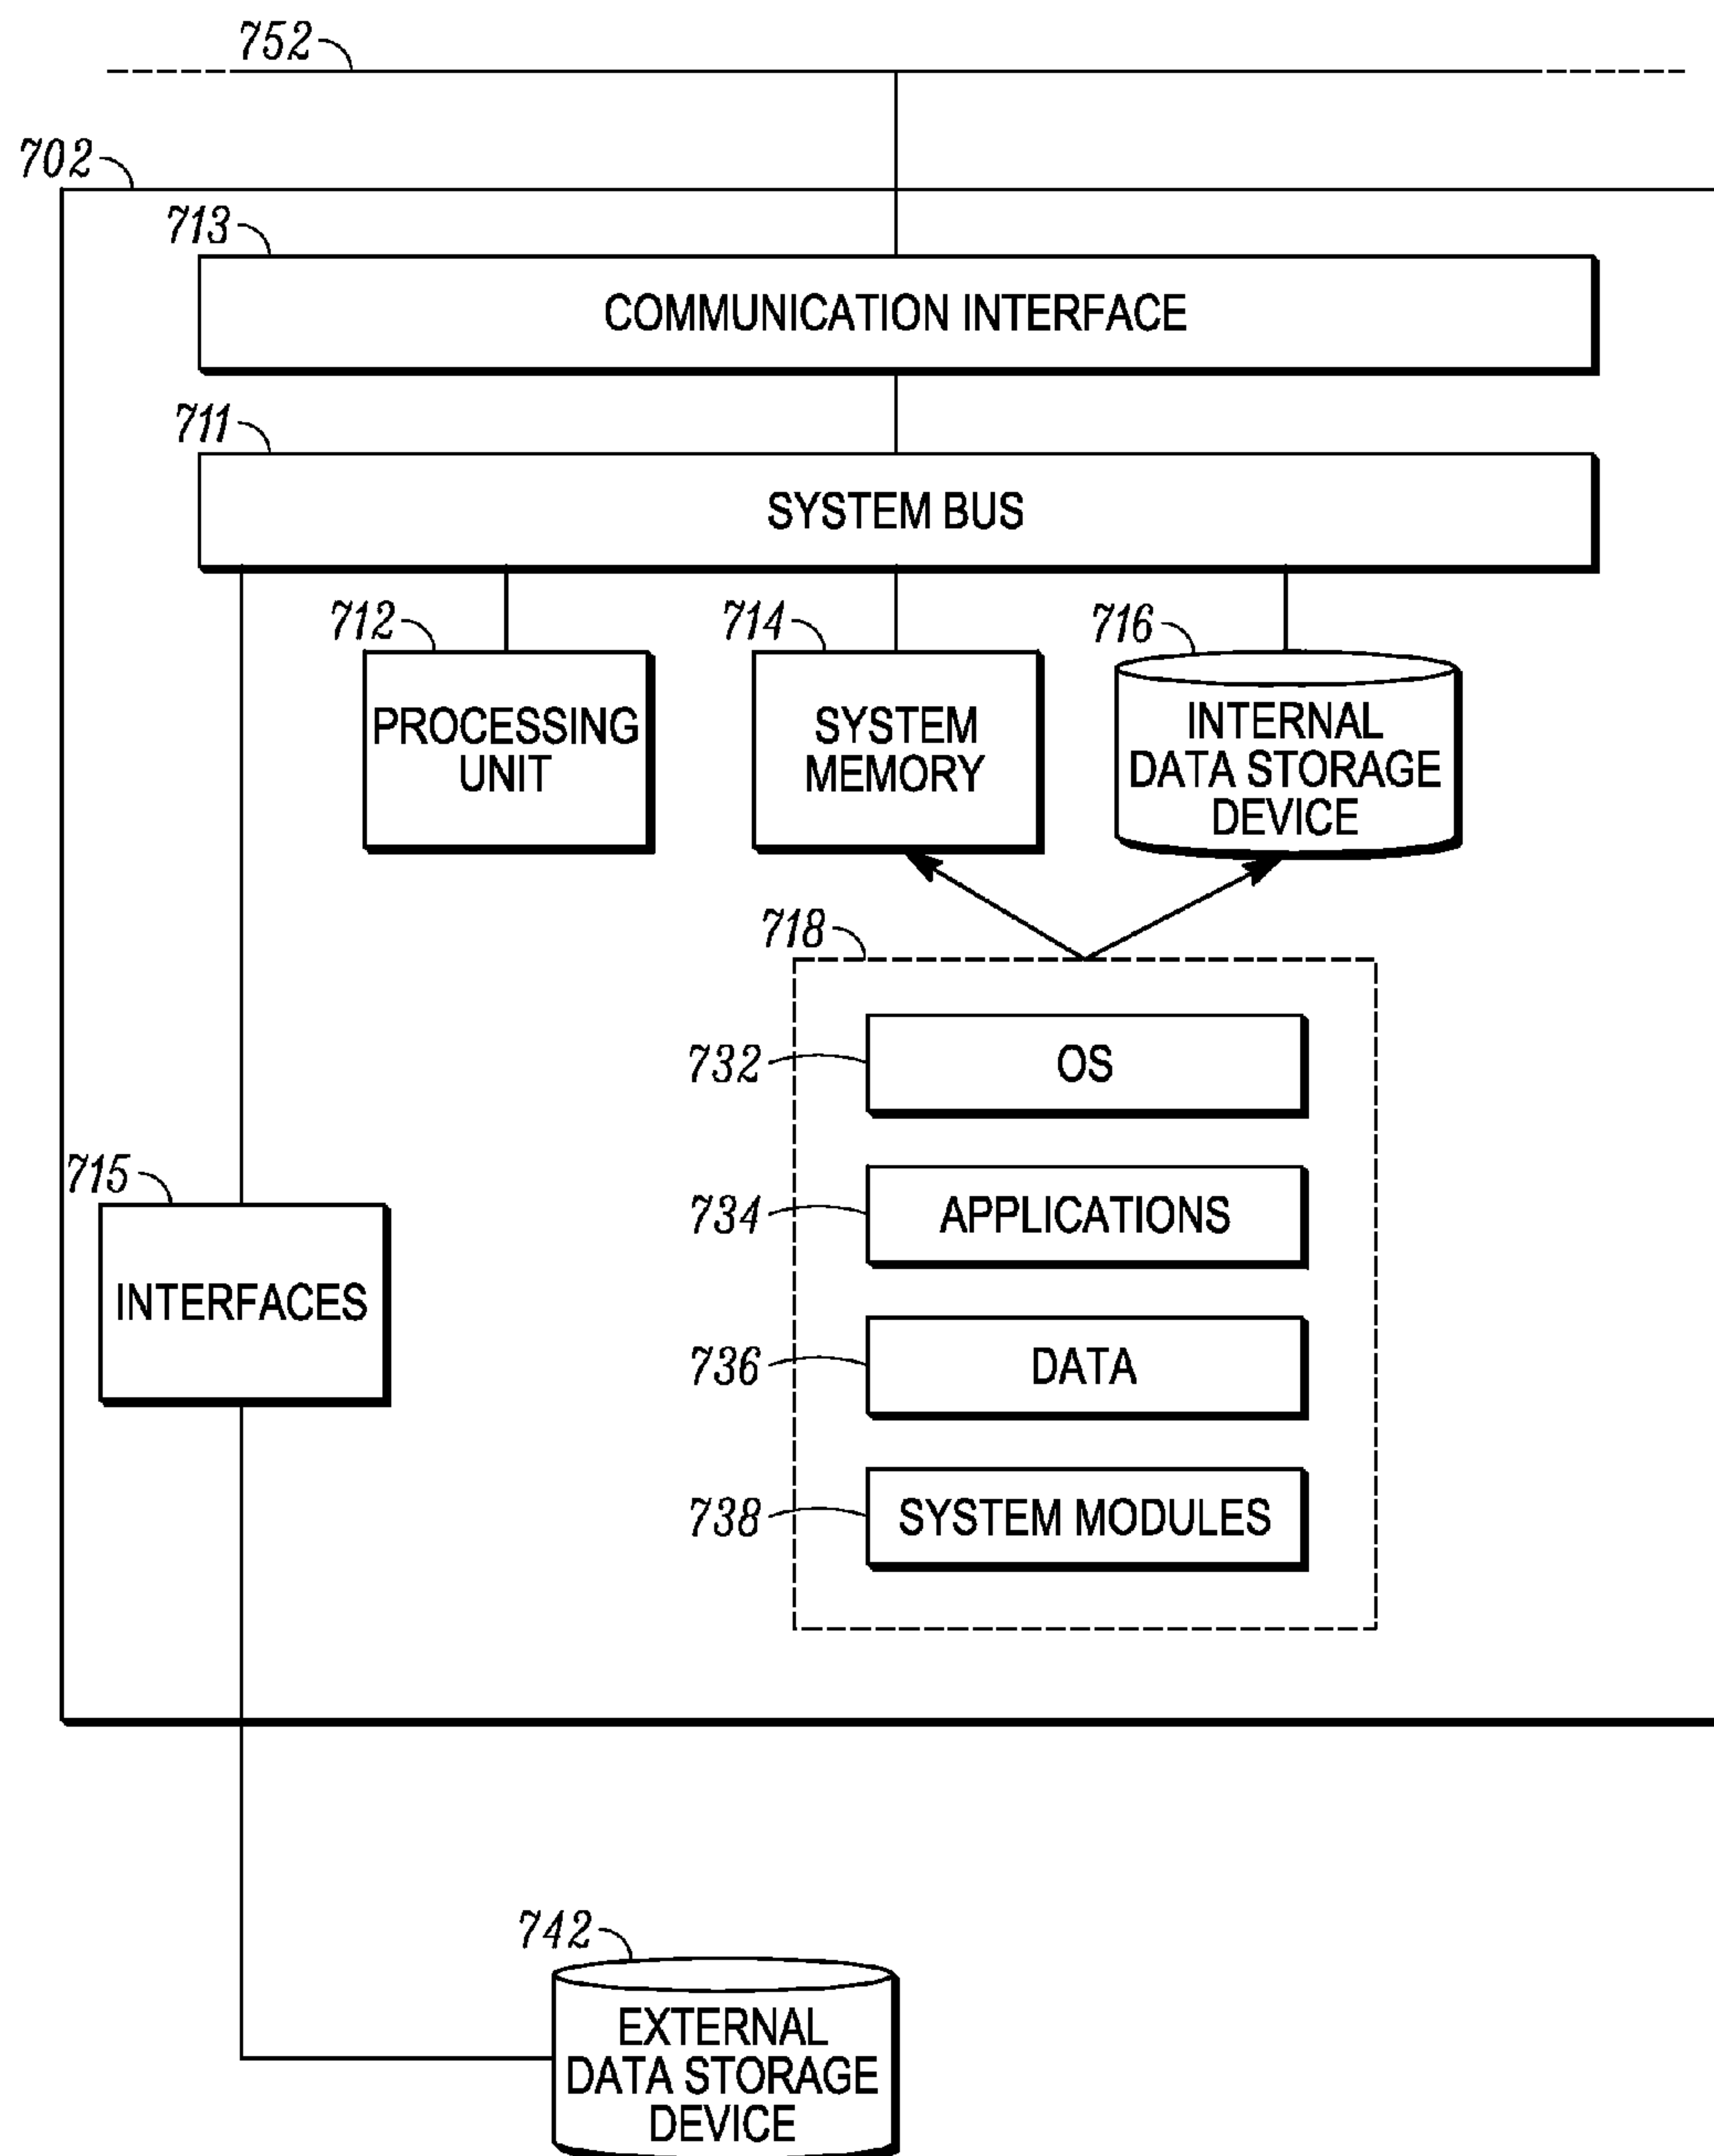 752
702
713
COMMUNICATION INTERFACE
711
SYSTEM BUS
712
714
716
PROCESSING
UNIT
SYSTEM
MEMORY
INTERNAL
DATA STORAGE
DEVICE
718
732
OS
715
734
APPLICATIONS
INTERFACES
736
DATA
738
SYSTEM MODULES
742
EXTERNAL
DATA STORAGE
DEVICE